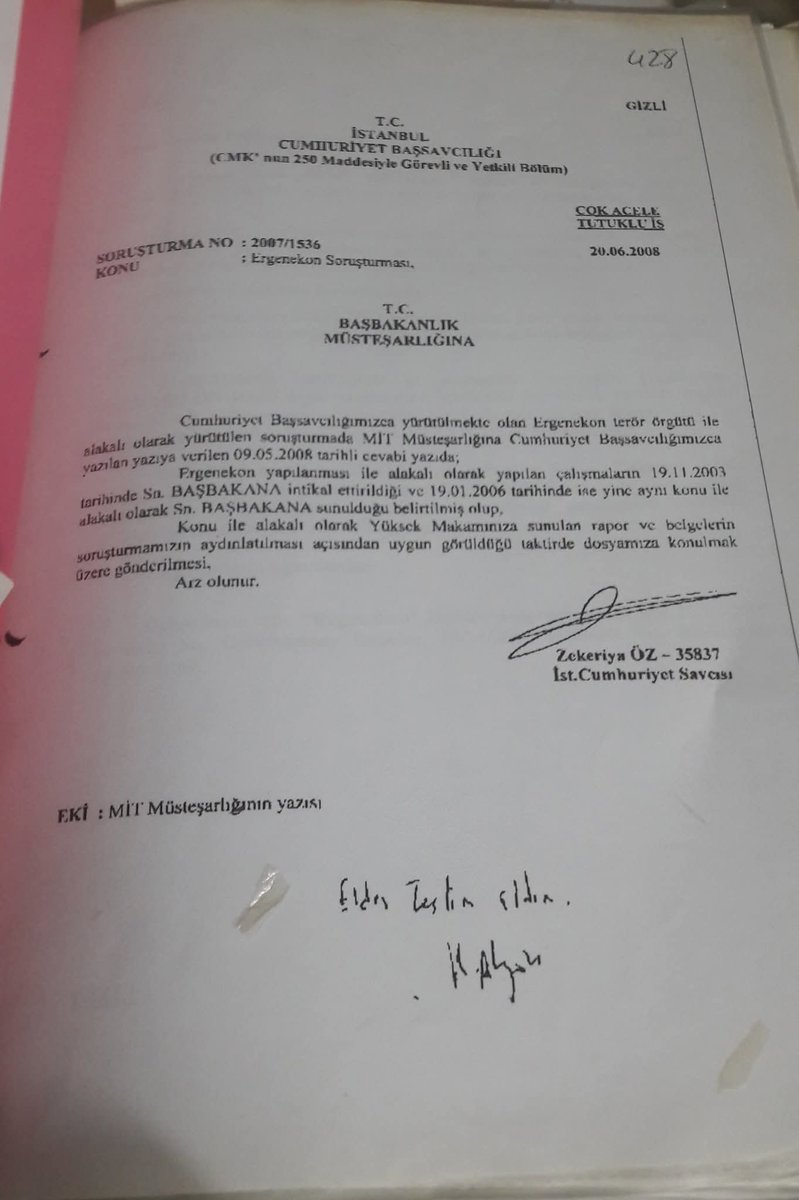 428
GİZLİ
T.C.
İSTANBUL
CUMHURİYET BAŞSAVCILIĞI
(CMK' nun 250 Maddesiyle Görevli ve Yetkili Bölüm)
ÇOK ACELE
TUTUKLU İŞ
SORUŞTURMA NO : 2007/1536
20.06.2008
KONU : Ergenekon Soruşturması.
T.C.
BAŞBAKANLIK
MÜSTEŞARLIĞINA
Cumhuriyet Başsavcılığımızca yürütülmekte olan Ergenekon terör örgütü ile
alakalı olarak yürütülen soruşturmada MİT Müsteşarlığına Cumhuriyet Başsavcılığımızca
yazılan yazıya verilen 09.05.2008 tarihli cevabi yazıda;
Ergenekon yapılanması ile alakalı olarak yapılan çalışmaların 19.11.2003
tarihinde Sn. BAŞBAKANA intikal ettirildiği ve 19.01.2006 tarihinde ise yine aynı konu ile
alakalı olarak Sn. BAŞBAKANA sunulduğu belirtilmiş olup,
Konu ile alakalı olarak Yüksek Makamınıza sunulan rapor ve belgelerin
soruşturmamızın aydınlatılması açısından uygun görüldüğü taktirde dosyamıza konulmak
üzere gönderilmesi,
Arz olunur.
Zekeriya ÖZ – 35837
İst.Cumhuriyet Savcısı
EKİ : MİT Müsteşarlığının yazısı
Elden Teslim aldım.